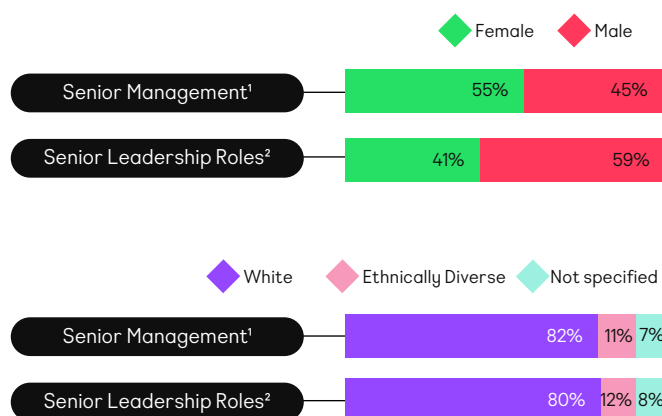 Female Male
Senior Management¹ 55% 45%
Senior Leadership Roles² 41% 59%
White Ethnically Diverse Not specified
Senior Management¹ 82% 11% 7%
Senior Leadership Roles² 80% 12% 8%